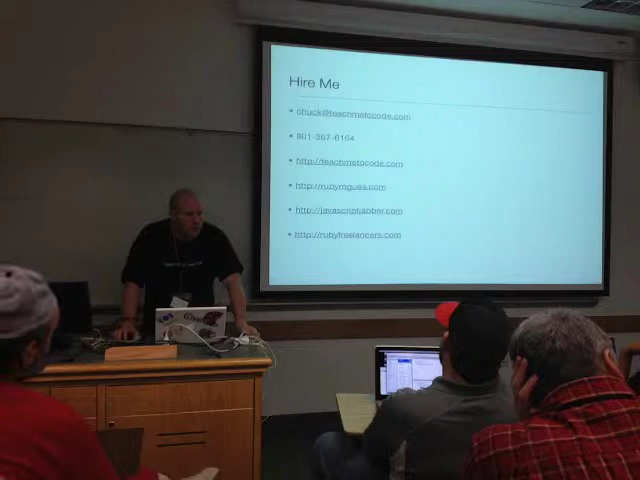 Hire Me
chuck@teachmetocode.com
801-367-6164
http://teachmetocode.com
http://rubyrogues.com
http://javascriptjabber.com
http://rubyfreelancers.com